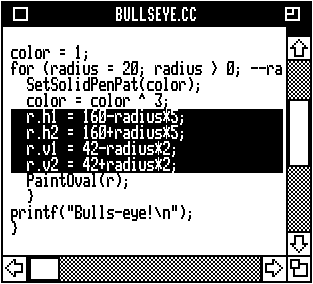 BULLSEYE.CC
color = 1;
for (radius = 20; radius > 0; --ra
SetSolidPenPat(color);
color = color ^ 3;
r.h1 = 160-radius*5;
r.h2 = 160+radius*5;
r.v1 = 42-radius*2;
r.v2 = 42+radius*2;
PaintOval(r);
}
printf("Bulls-eye!\n");
}